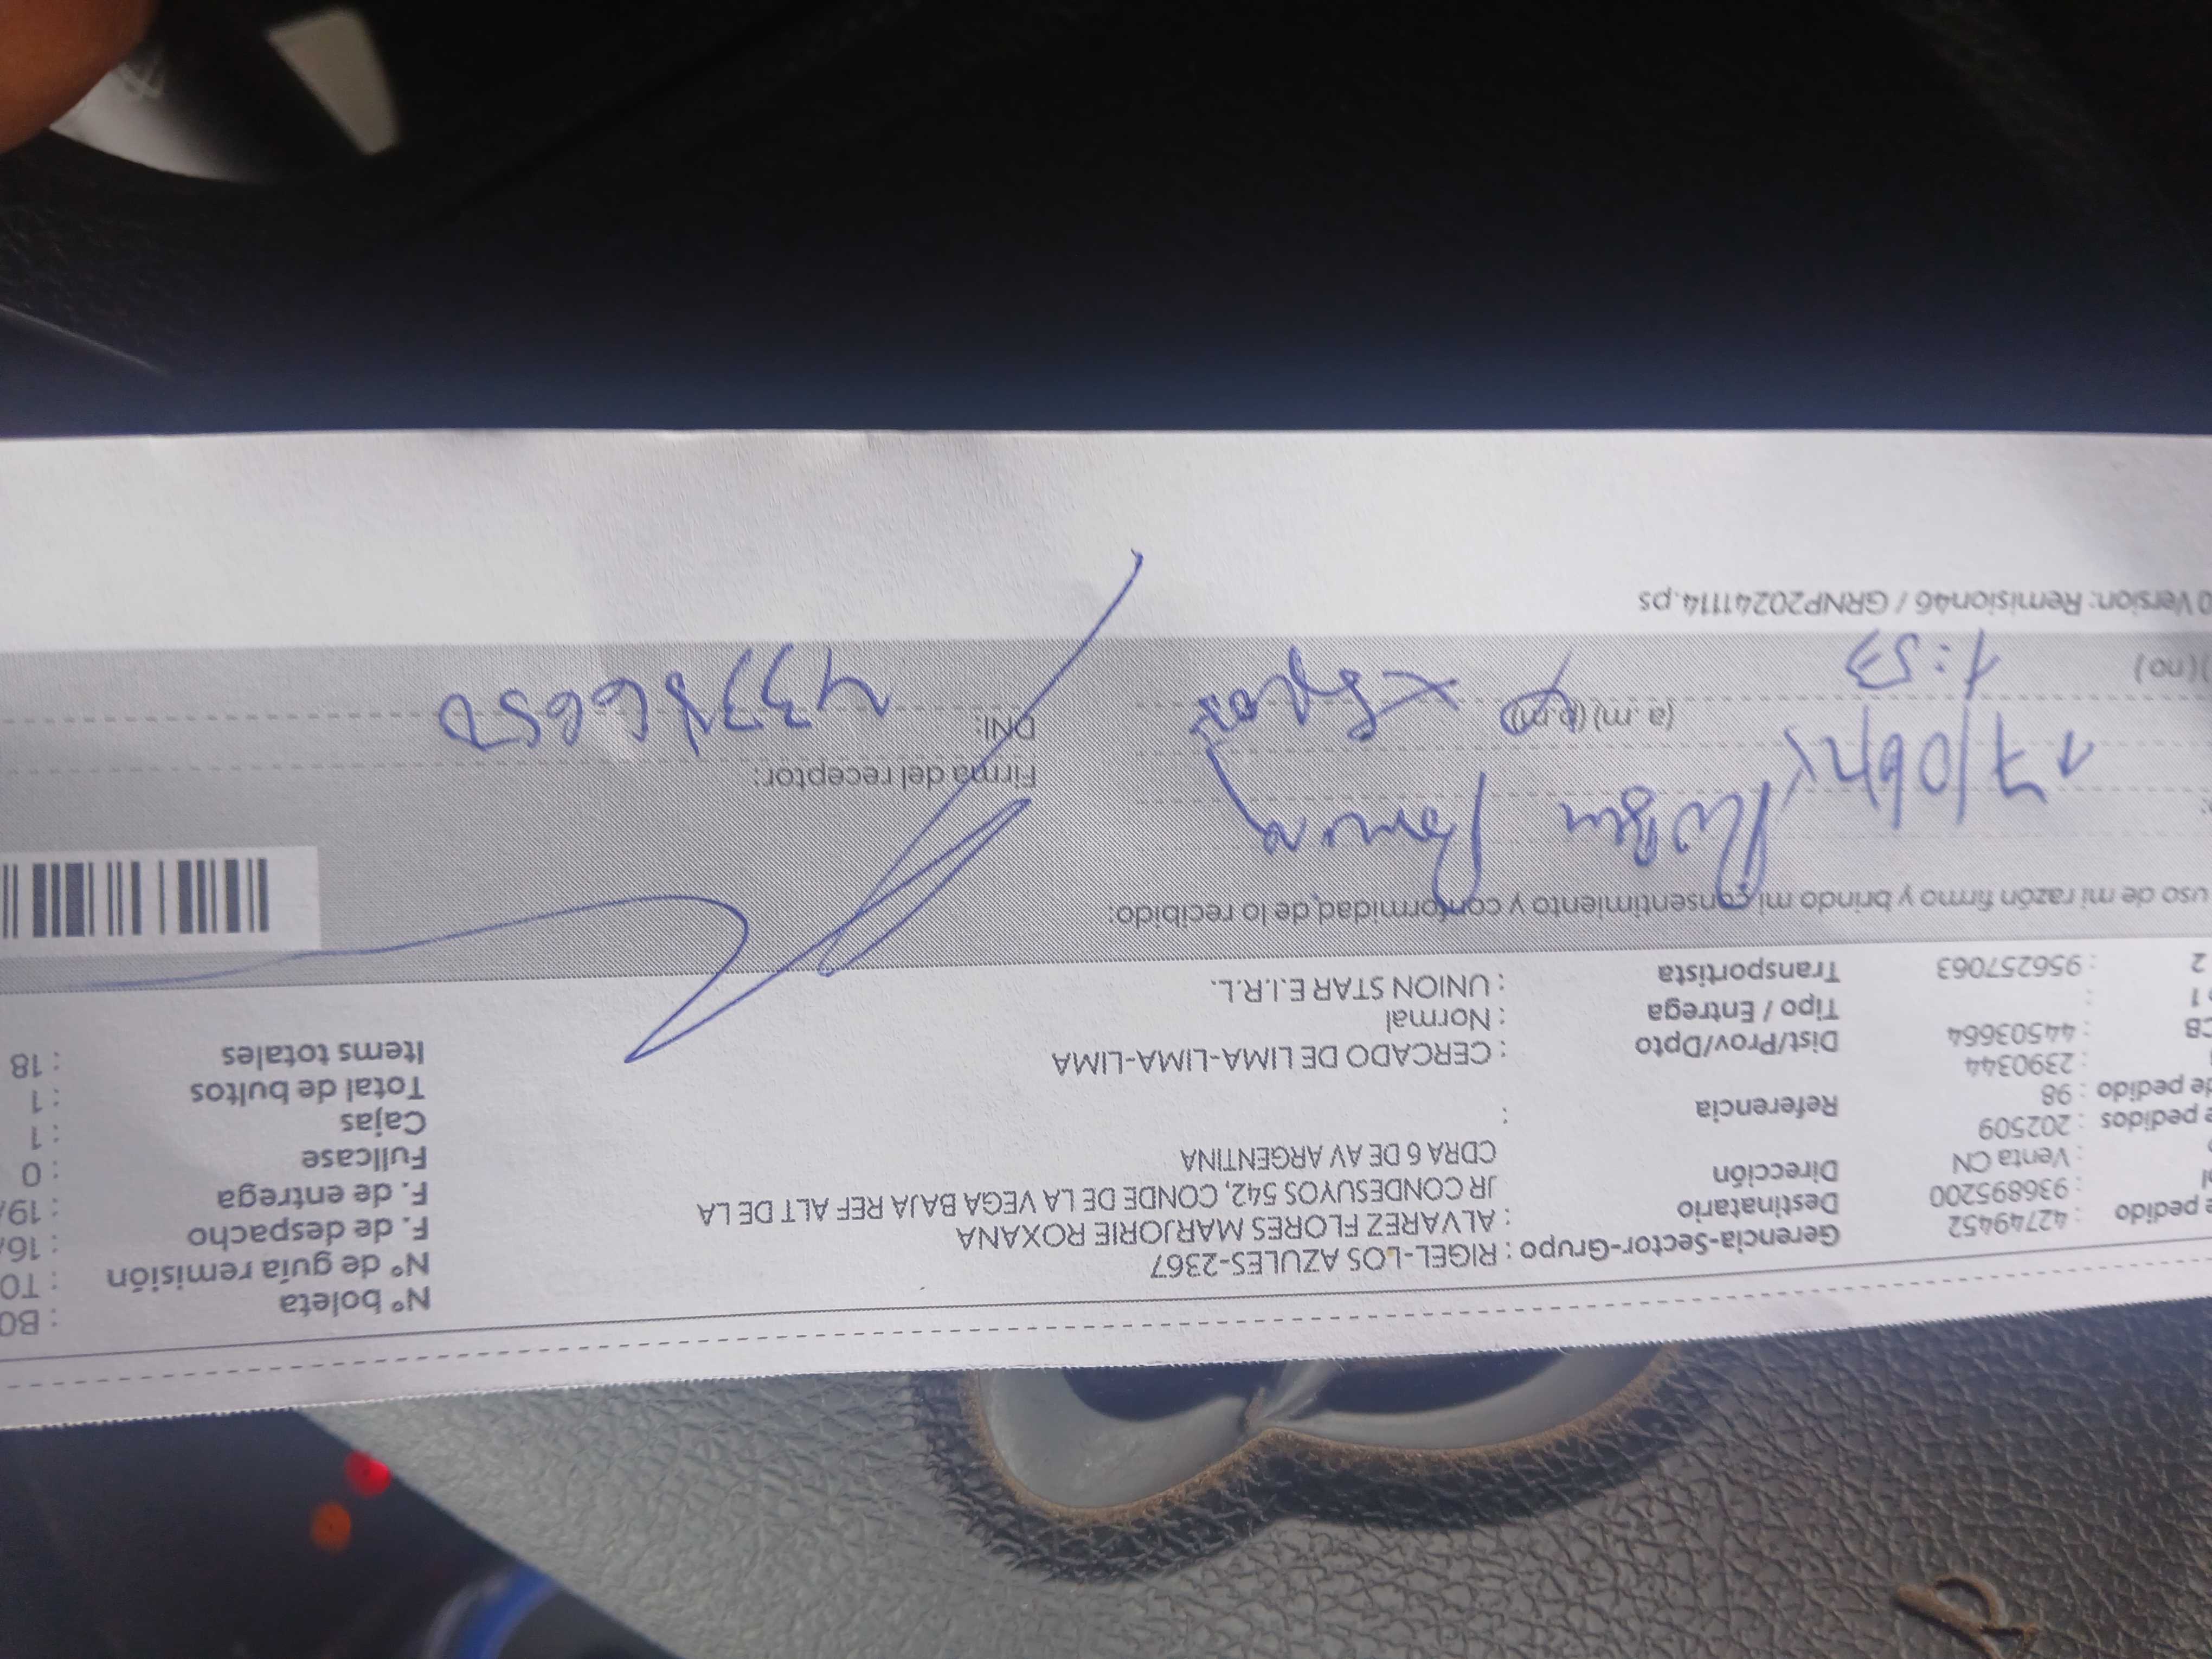 Nº boleta : B0
Nº de guía remisión : T0
F. de despacho : 16/
F. de entrega : 19/
Fullcase : 0
Cajas : 1
Total de bultos : 1
Items totales : 18
Gerencia-Sector-Grupo : RIGEL-LOS AZULES-2367
Destinatario : ALVAREZ FLORES MARJORIE ROXANA
Dirección : JR CONDESUYOS 542, CONDE DE LA VEGA BAJA REF ALT DE LA
CDRA 6 DE AV ARGENTINA
Referencia :
Dist/Prov/Dpto : CERCADO DE LIMA-LIMA-LIMA
Tipo / Entrega : Normal
Transportista : UNION STAR E.I.R.L.
e pedido : 42749452
el : 936895200
: Venta CN
e pedidos : 202509
de pedido : 98
: 2390344
CB : 44503664
1 :
2 : 956257063
uso de mi razón firmo y brindo mi consentimiento y conformidad, de lo recibido:
Firma del receptor:
DNI: 43386650
(a.m) (p.m)
1:53
)(no)
0 Version: Remision46 / GRNP20241114.ps